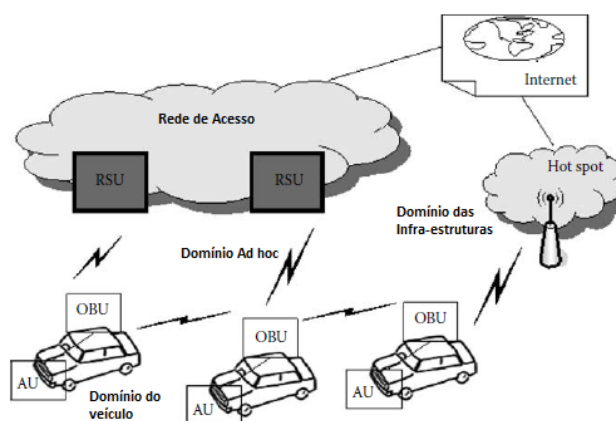 Internet
Rede de Acesso
Hot spot
RSU
RSU
Domínio das
Infra-estruturas
Domínio Ad hoc
OBU
OBU
OBU
AU
AU
AU
Domínio do
veículo